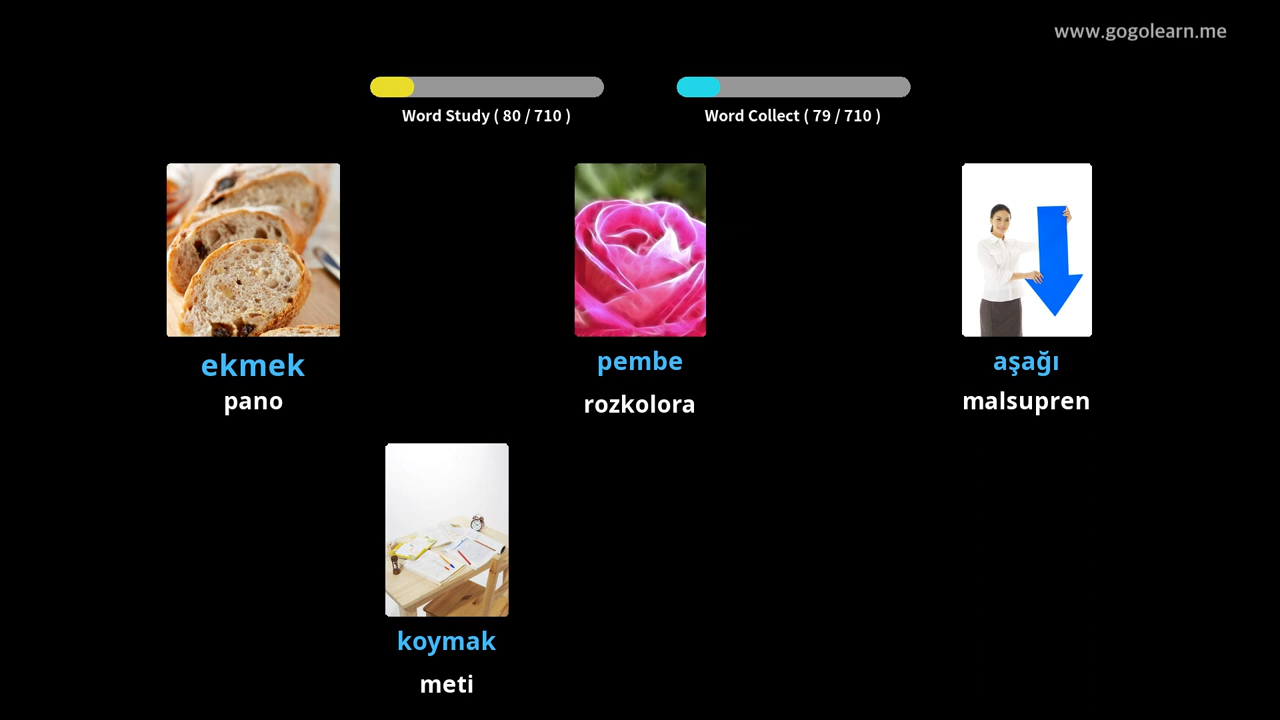 www.gogolearn.me
Word Study ( 80 / 710 )
Word Collect ( 79 / 710 )
ekmek
pano
pembe
rozkolora
aşağı
malsupren
koymak
meti